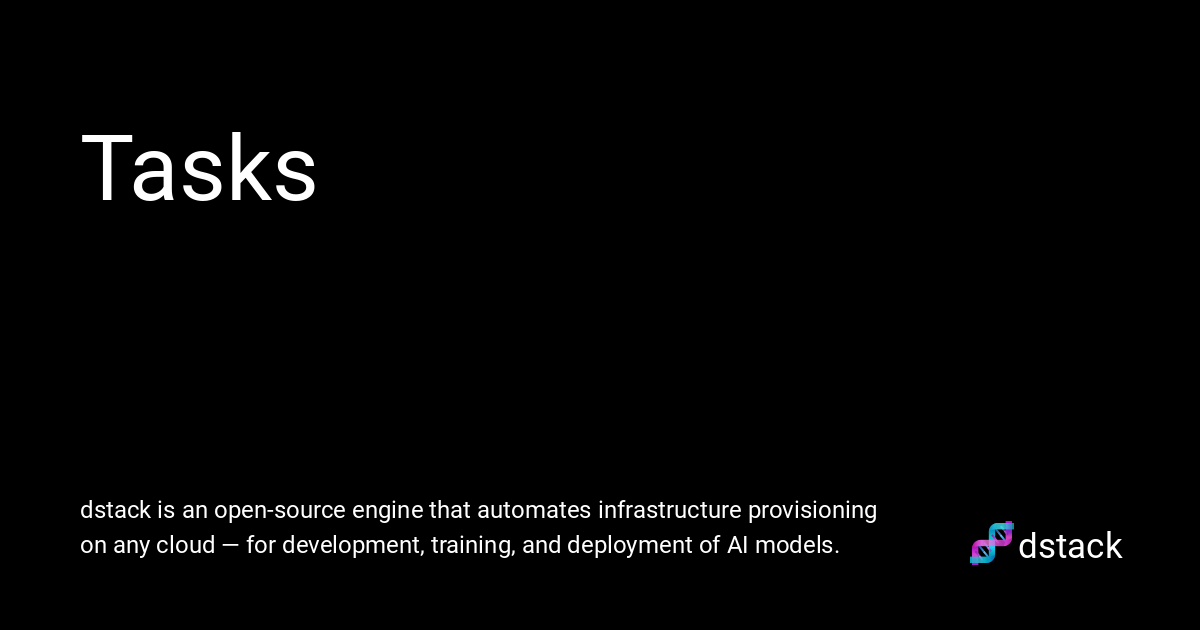 Tasks
dstack is an open-source engine that automates infrastructure provisioning
on any cloud — for development, training, and deployment of AI models.
dstack